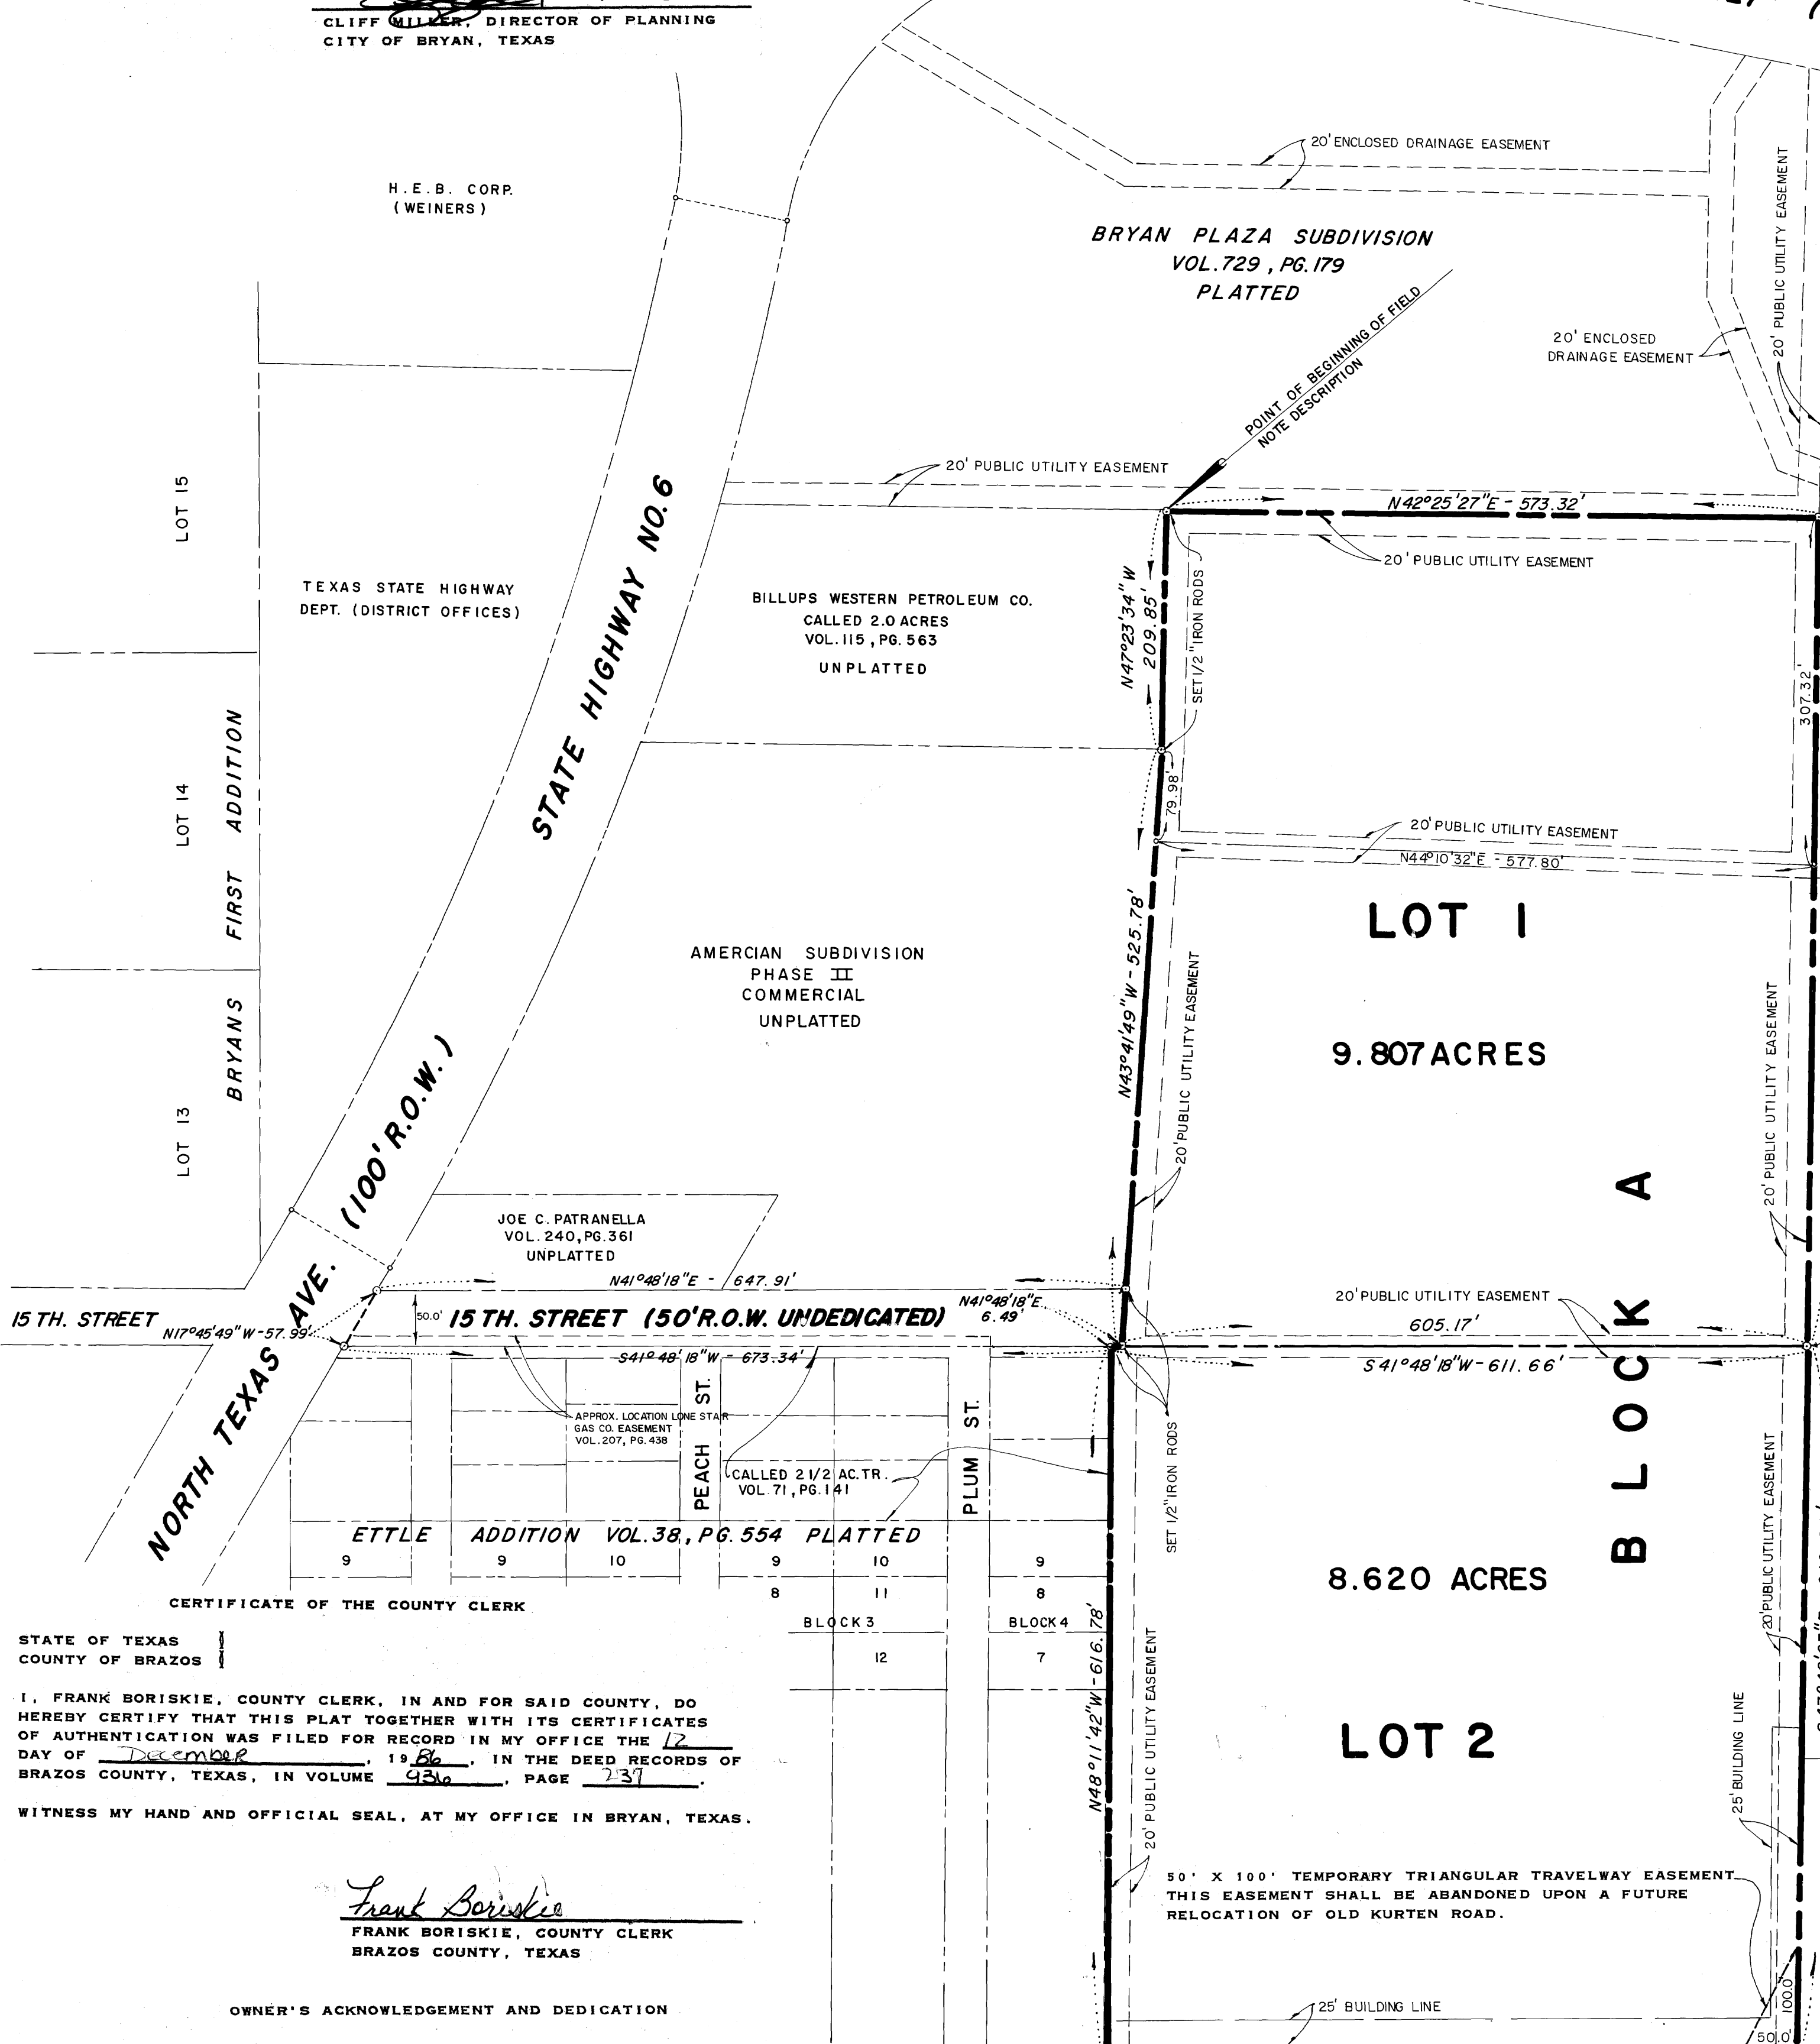 CLIFF MILLER, DIRECTOR OF PLANNING
CITY OF BRYAN, TEXAS
H.E.B. CORP.
(WEINERS)
20' ENCLOSED DRAINAGE EASEMENT
20' PUBLIC UTILITY EASEMENT
BRYAN PLAZA SUBDIVISION
VOL. 729, PG. 179
PLATTED
POINT OF BEGINNING OF FIELD
NOTE DESCRIPTION
20' ENCLOSED
DRAINAGE EASEMENT
20' PUBLIC UTILITY EASEMENT
N42°25'27"E - 573.32'
20' PUBLIC UTILITY EASEMENT
LOT 15
LOT 14
LOT 13
BRYANS FIRST ADDITION
TEXAS STATE HIGHWAY
DEPT. (DISTRICT OFFICES)
STATE HIGHWAY NO. 6
BILLUPS WESTERN PETROLEUM CO.
CALLED 2.0 ACRES
VOL. 115, PG. 563
UNPLATTED
N47°23'34"W
209.85'
SET 1/2" IRON RODS
307.32'
79.98'
20' PUBLIC UTILITY EASEMENT
N44°10'32"E - 577.80'
LOT 1
9.807 ACRES
AMERCIAN SUBDIVISION
PHASE II
COMMERCIAL
UNPLATTED
N43°41'49"W - 525.78'
20' PUBLIC UTILITY EASEMENT
20' PUBLIC UTILITY EASEMENT
BLOCK A
NORTH TEXAS AVE. (100' R.O.W.)
JOE C. PATRANELLA
VOL. 240, PG. 361
UNPLATTED
N41°48'18"E - 647.91'
15 TH. STREET
N17°45'49"W - 57.99'
50.0'
15 TH. STREET (50' R.O.W. UNDEDICATED)
N41°48'18"E
6.49'
20' PUBLIC UTILITY EASEMENT
605.17'
S41°48'18"W - 673.34'
S 41°48'18"W - 611.66'
APPROX. LOCATION LONE STAR
GAS CO. EASEMENT
VOL. 207, PG. 438
PEACH ST.
PLUM ST.
CALLED 2 1/2 AC. TR.
VOL. 71, PG. 141
SET 1/2" IRON RODS
ETTLE ADDITION VOL. 38, PG. 554 PLATTED
9 9 10 9 10 9
8 11 8
BLOCK 3 BLOCK 4
12 7
8.620 ACRES
LOT 2
N48°11'42"W - 616.78'
20' PUBLIC UTILITY EASEMENT
20' PUBLIC UTILITY EASEMENT
25' BUILDING LINE
CERTIFICATE OF THE COUNTY CLERK
STATE OF TEXAS
COUNTY OF BRAZOS
I, FRANK BORISKIE, COUNTY CLERK, IN AND FOR SAID COUNTY, DO
HEREBY CERTIFY THAT THIS PLAT TOGETHER WITH ITS CERTIFICATES
OF AUTHENTICATION WAS FILED FOR RECORD IN MY OFFICE THE 12
DAY OF December, 1986, IN THE DEED RECORDS OF
BRAZOS COUNTY, TEXAS, IN VOLUME 936, PAGE 237.
WITNESS MY HAND AND OFFICIAL SEAL, AT MY OFFICE IN BRYAN, TEXAS.
Frank Boriskie
FRANK BORISKIE, COUNTY CLERK
BRAZOS COUNTY, TEXAS
50' X 100' TEMPORARY TRIANGULAR TRAVELWAY EASEMENT
THIS EASEMENT SHALL BE ABANDONED UPON A FUTURE
RELOCATION OF OLD KURTEN ROAD.
OWNER'S ACKNOWLEDGEMENT AND DEDICATION
25' BUILDING LINE
100.0'
50.0'